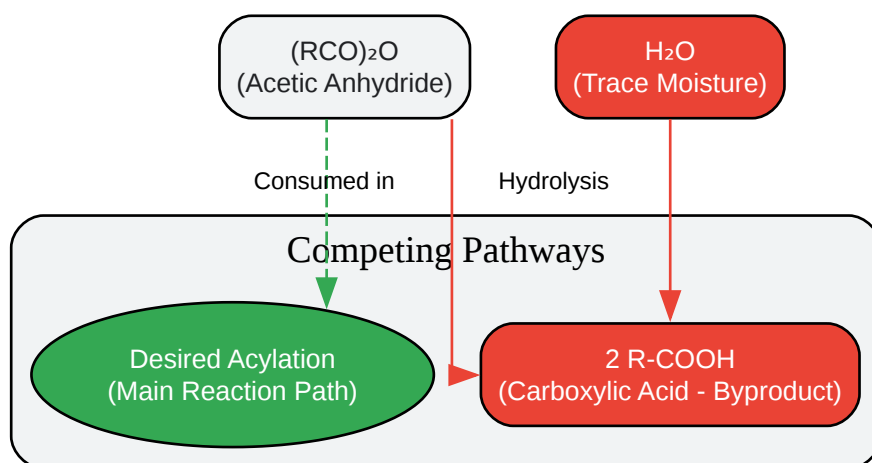 (RCO)₂O
(Acetic Anhydride)
H₂O
(Trace Moisture)
Consumed in
Hydrolysis
Competing Pathways
Desired Acylation
(Main Reaction Path)
2 R-COOH
(Carboxylic Acid - Byproduct)